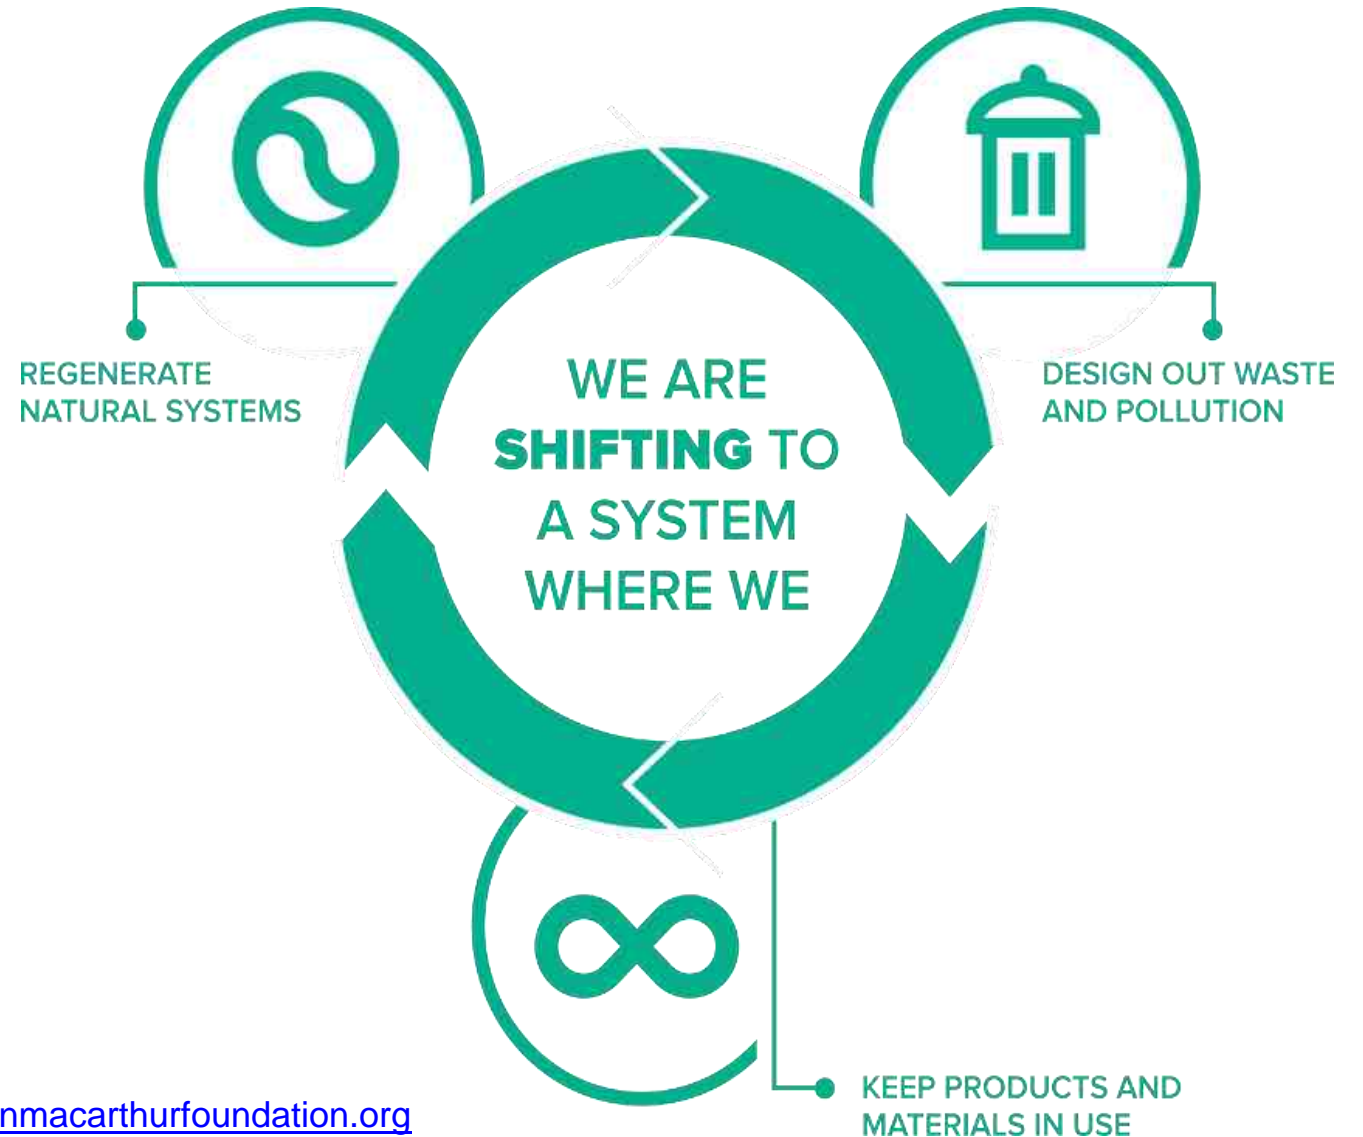 WE ARE
SHIFTING TO
A SYSTEM
WHERE WE
REGENERATE
NATURAL SYSTEMS
DESIGN OUT WASTE
AND POLLUTION
KEEP PRODUCTS AND
MATERIALS IN USE
nmacarthurfoundation.org